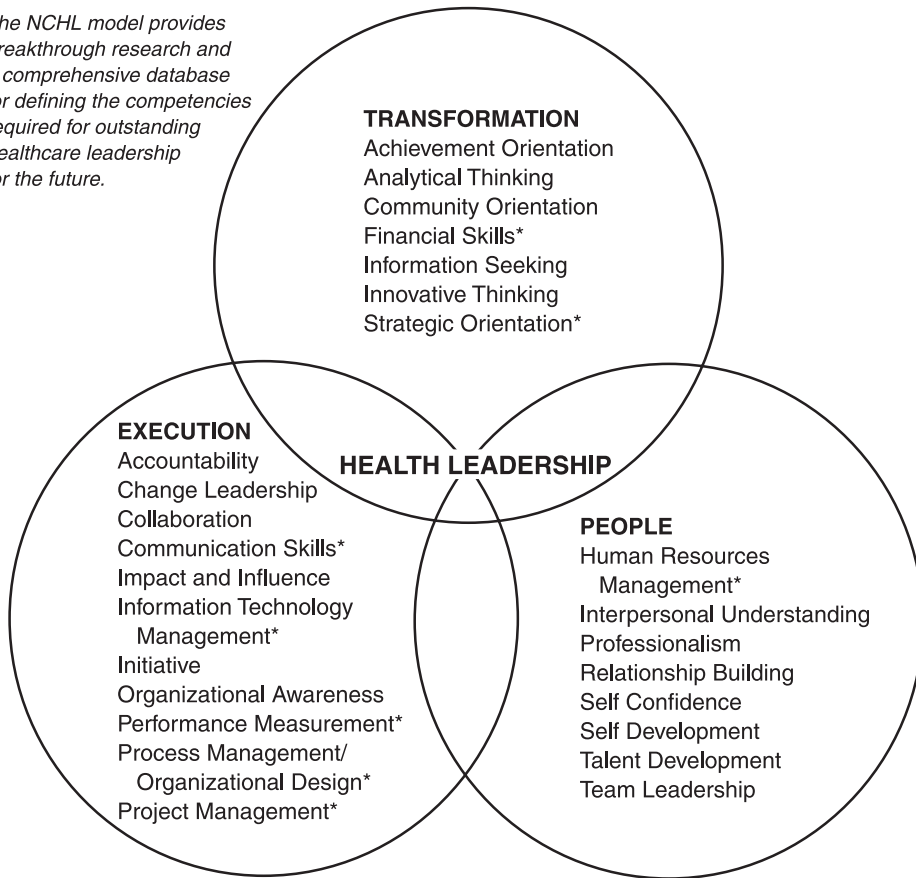 he NCHL model provides
reakthrough research and
comprehensive database
or defining the competencies
equired for outstanding
ealthcare leadership
or the future.
TRANSFORMATION
Achievement Orientation
Analytical Thinking
Community Orientation
Financial Skills*
Information Seeking
Innovative Thinking
Strategic Orientation*
EXECUTION
Accountability
Change Leadership
Collaboration
Communication Skills*
Impact and Influence
Information Technology
Management*
Initiative
Organizational Awareness
Performance Measurement*
Process Management/
Organizational Design*
Project Management*
HEALTH LEADERSHIP
PEOPLE
Human Resources
Management*
Interpersonal Understanding
Professionalism
Relationship Building
Self Confidence
Self Development
Talent Development
Team Leadership